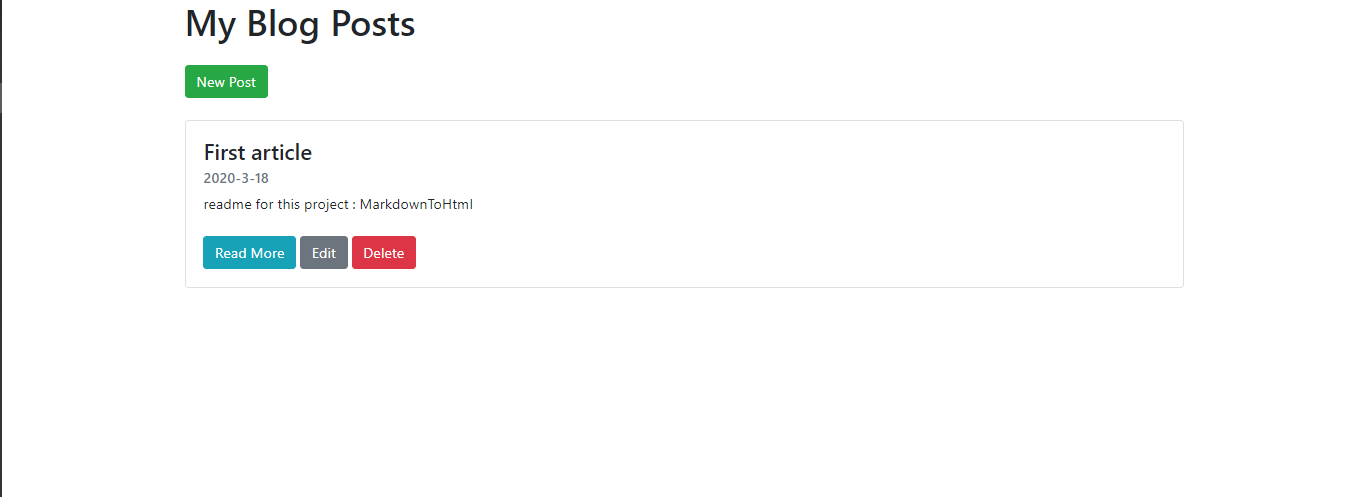 My Blog Posts
New Post
First article
2020-3-18
readme for this project : MarkdownToHtml
Read More Edit Delete